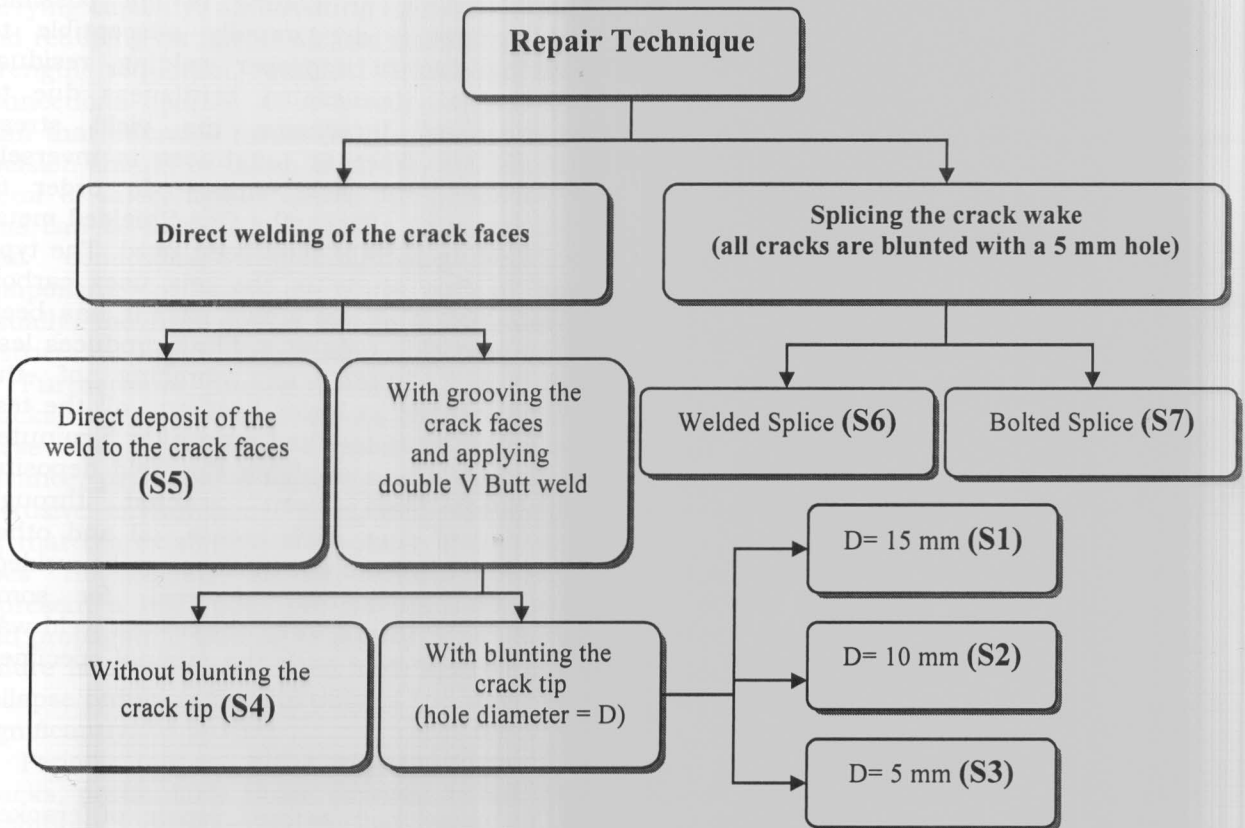 Repair Technique
Direct welding of the crack faces
Splicing the crack wake
(all cracks are blunted with a 5 mm hole)
Direct deposit of the
weld to the crack faces
(S5)
With grooving the
crack faces
and applying
double V Butt weld
Welded Splice (S6)
Bolted Splice (S7)
Without blunting the
crack tip (S4)
With blunting the
crack tip
(hole diameter = D)
D= 15 mm (S1)
D= 10 mm (S2)
D= 5 mm (S3)